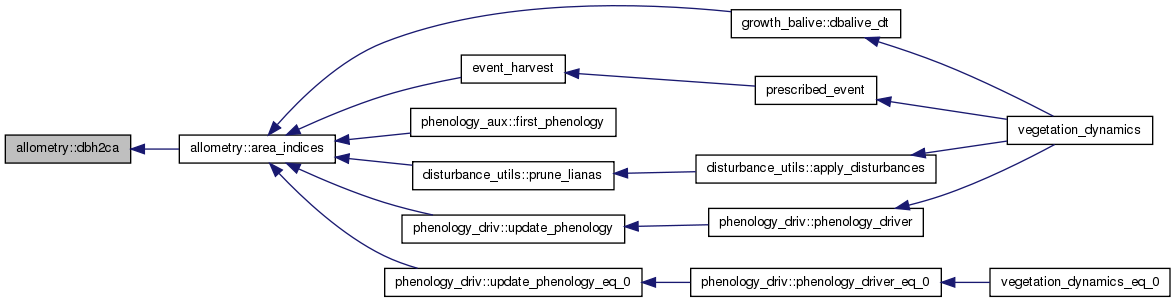 growth_balive::dbalive_dt
event_harvest
prescribed_event
phenology_aux::first_phenology
vegetation_dynamics
allometry::dbh2ca
allometry::area_indices
disturbance_utils::prune_lianas
disturbance_utils::apply_disturbances
phenology_driv::update_phenology
phenology_driv::phenology_driver
phenology_driv::update_phenology_eq_0
phenology_driv::phenology_driver_eq_0
vegetation_dynamics_eq_0